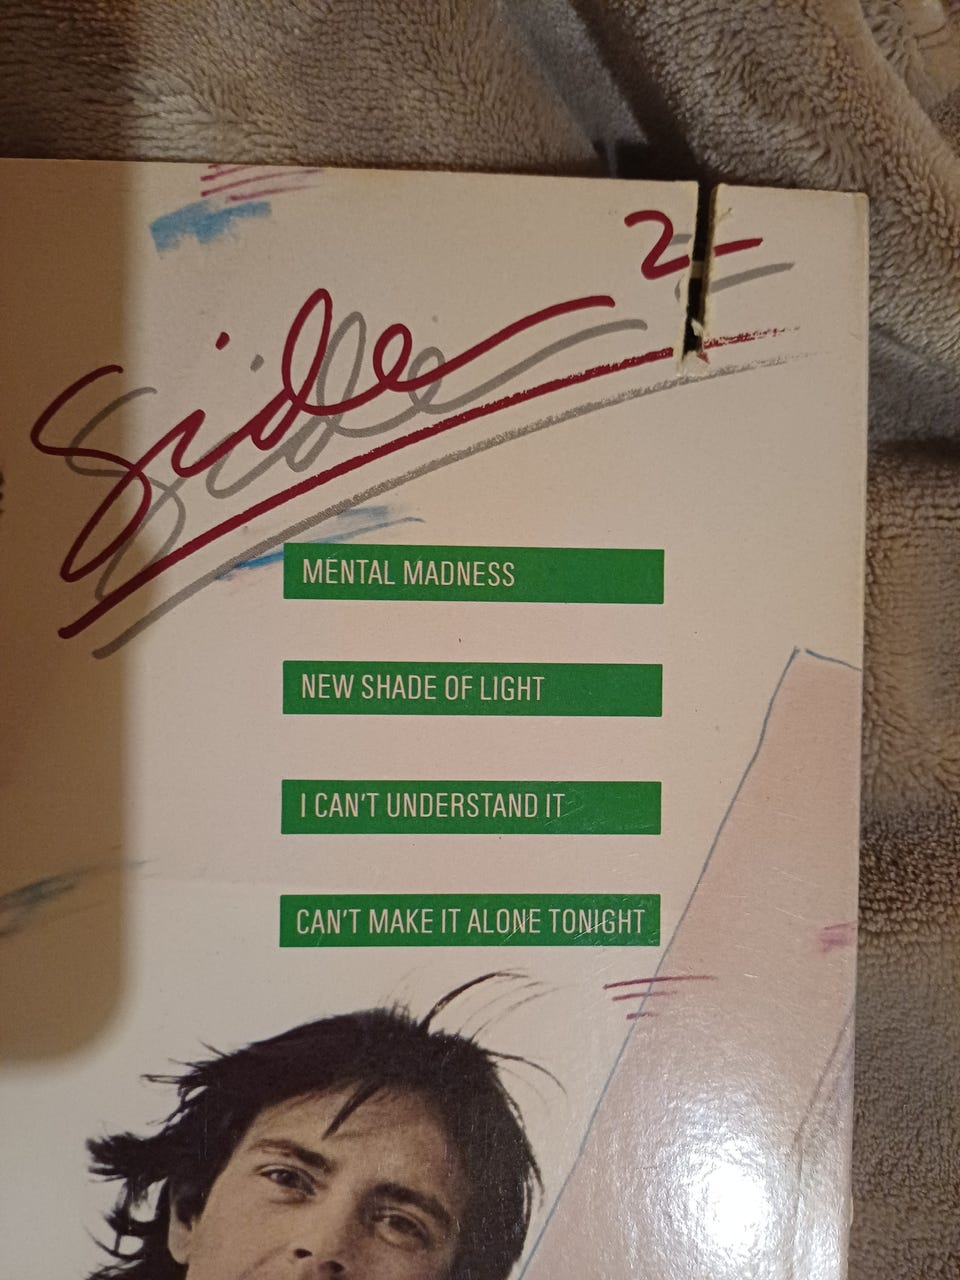 Side 2
MENTAL MADNESS
NEW SHADE OF LIGHT
I CAN'T UNDERSTAND IT
CAN'T MAKE IT ALONE TONIGHT